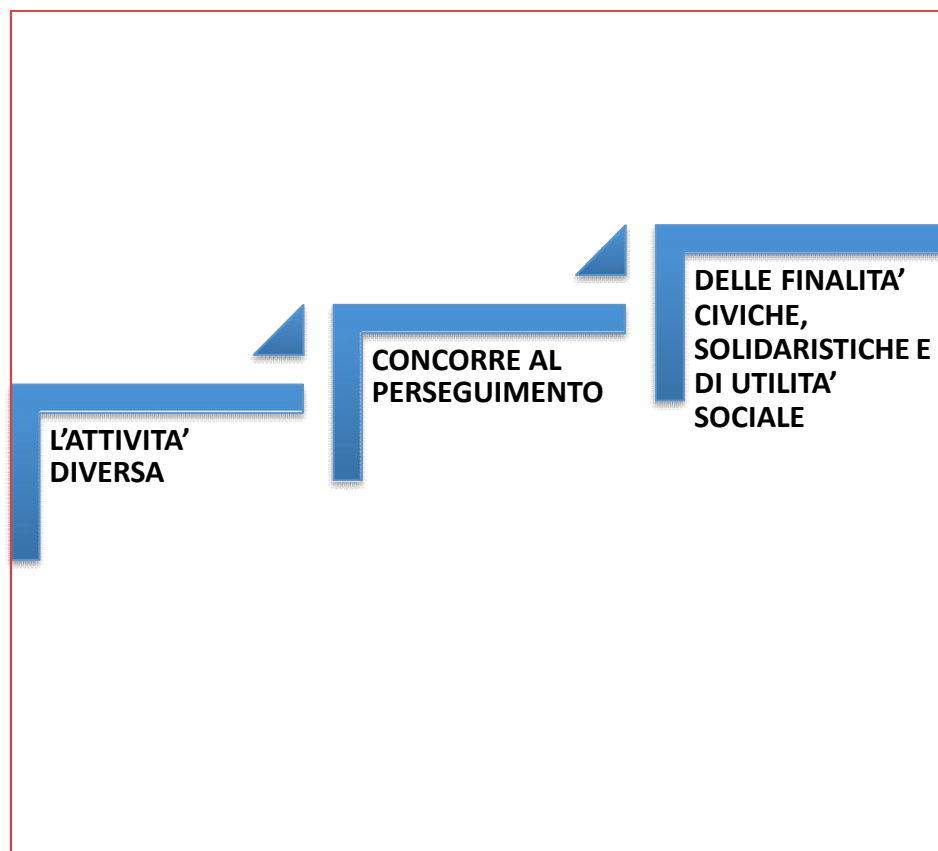 L’ATTIVITA’
DIVERSA
CONCORRE AL
PERSEGUIMENTO
DELLE FINALITA’
CIVICHE,
SOLIDARISTICHE E
DI UTILITA’
SOCIALE